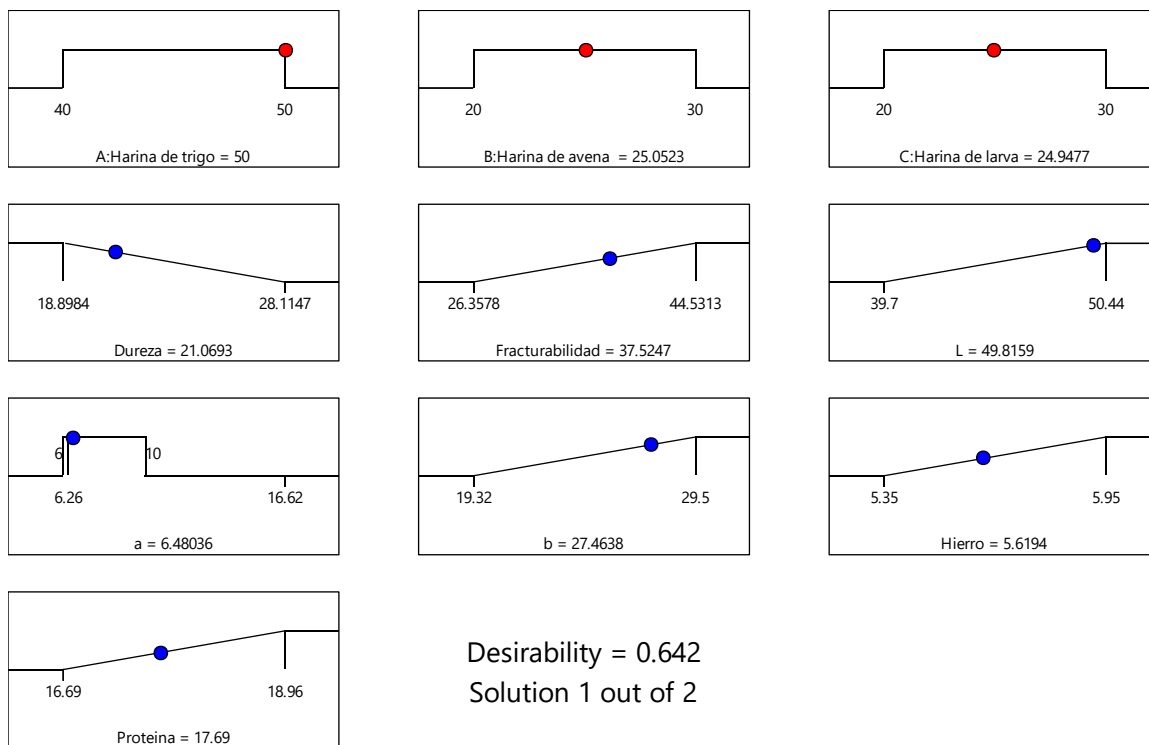 40 50
A:Harina de trigo = 50
20 30
B:Harina de avena  = 25.0523
20 30
C:Harina de larva = 24.9477
18.8984 28.1147
Dureza = 21.0693
26.3578 44.5313
Fracturabilidad = 37.5247
39.7 50.44
L = 49.8159
6 10
6.26 16.62
a = 6.48036
19.32 29.5
b = 27.4638
5.35 5.95
Hierro = 5.6194
16.69 18.96
Proteina = 17.69
Desirability = 0.642
Solution 1 out of 2